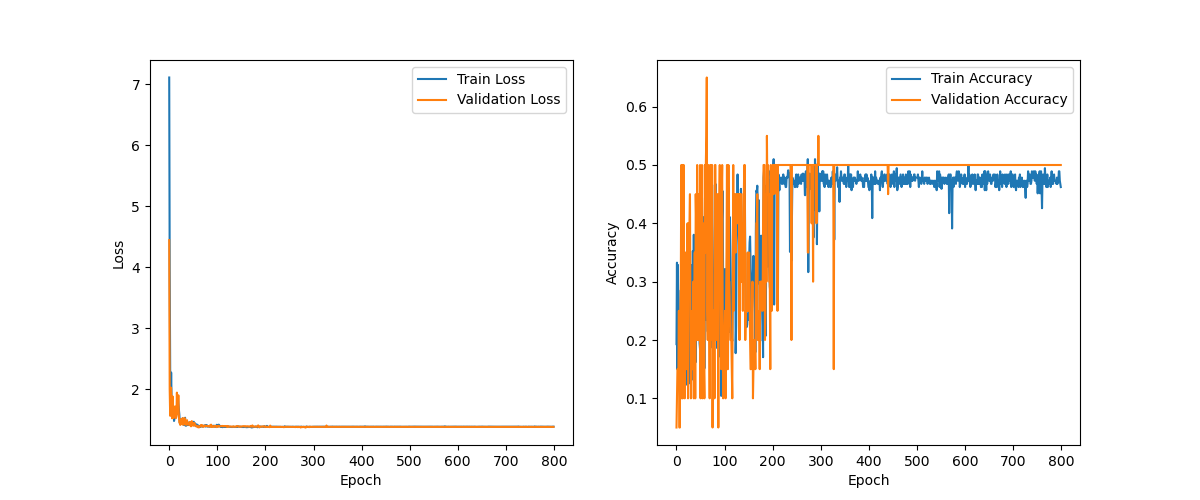 Train Loss
Validation Loss
7
6
5
4
3
2
Loss
0 100 200 300 400 500 600 700 800
Epoch
Train Accuracy
Validation Accuracy
0.6
0.5
0.4
0.3
0.2
0.1
Accuracy
0 100 200 300 400 500 600 700 800
Epoch